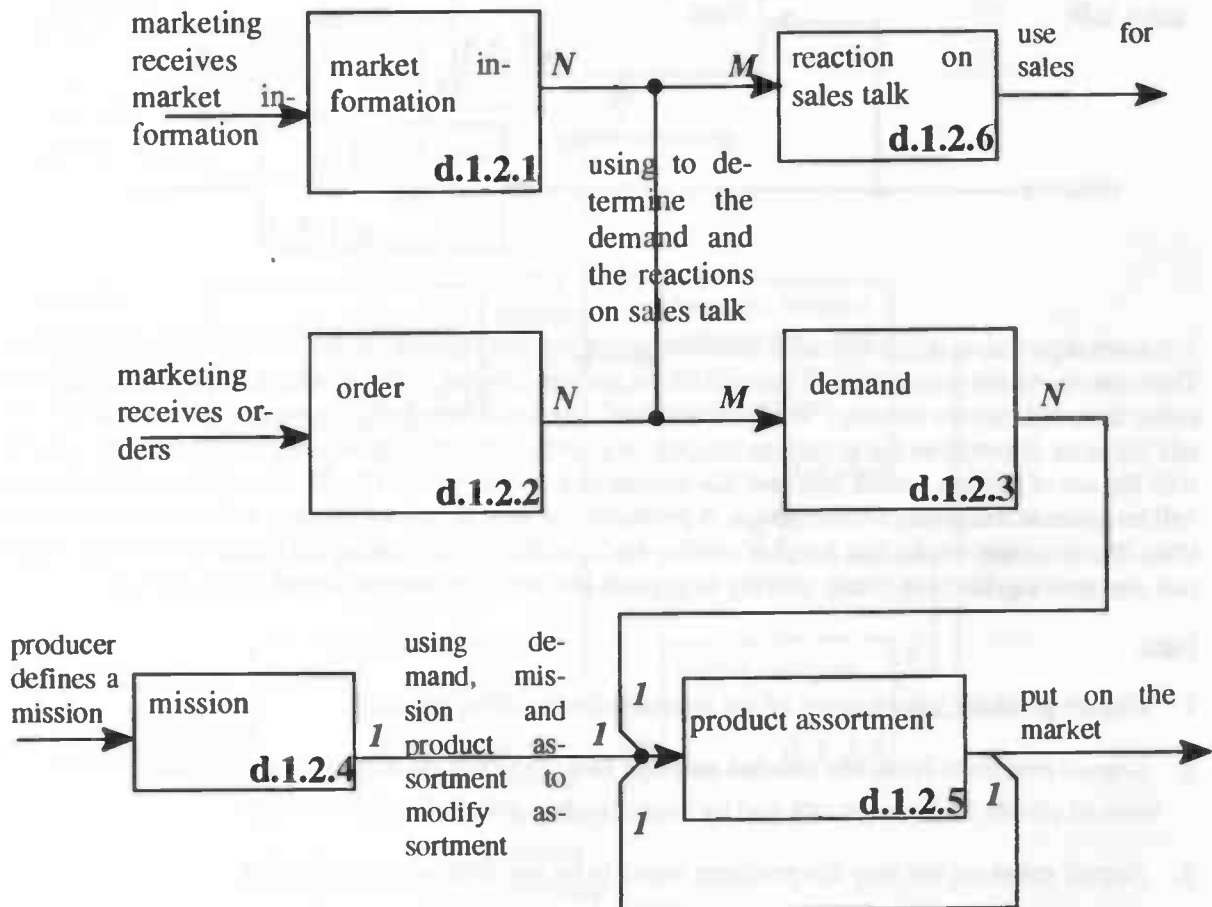 marketing
receives
market in-
formation
market in-
formation
d.1.2.1
N
M
reaction on
sales talk
d.1.2.6
use for
sales
using to de-
termine the
demand and
the reactions
on sales talk
marketing
receives or-
ders
order
d.1.2.2
N
M
demand
d.1.2.3
N
producer
defines a
mission
mission
d.1.2.4
1
using de-
mand, mis-
sion and
product as-
sortment to
modify as-
sortment
1
1
1
product assortment
d.1.2.5
1
put on the
market